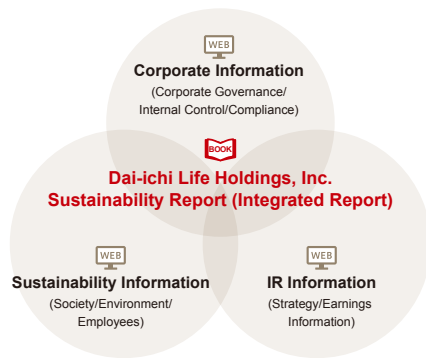 WEB
Corporate Information
(Corporate Governance/
Internal Control/Compliance)
BOOK
Dai-ichi Life Holdings, Inc.
Sustainability Report (Integrated Report)
WEB
Sustainability Information
(Society/Environment/
Employees)
WEB
IR Information
(Strategy/Earnings
Information)